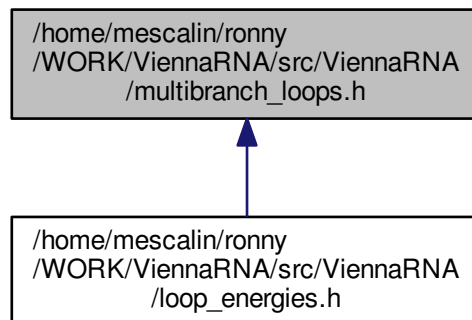 /home/mescalin/ronny
/WORK/ViennaRNA/src/ViennaRNA
/multibranch_loops.h
/home/mescalin/ronny
/WORK/ViennaRNA/src/ViennaRNA
/loop_energies.h